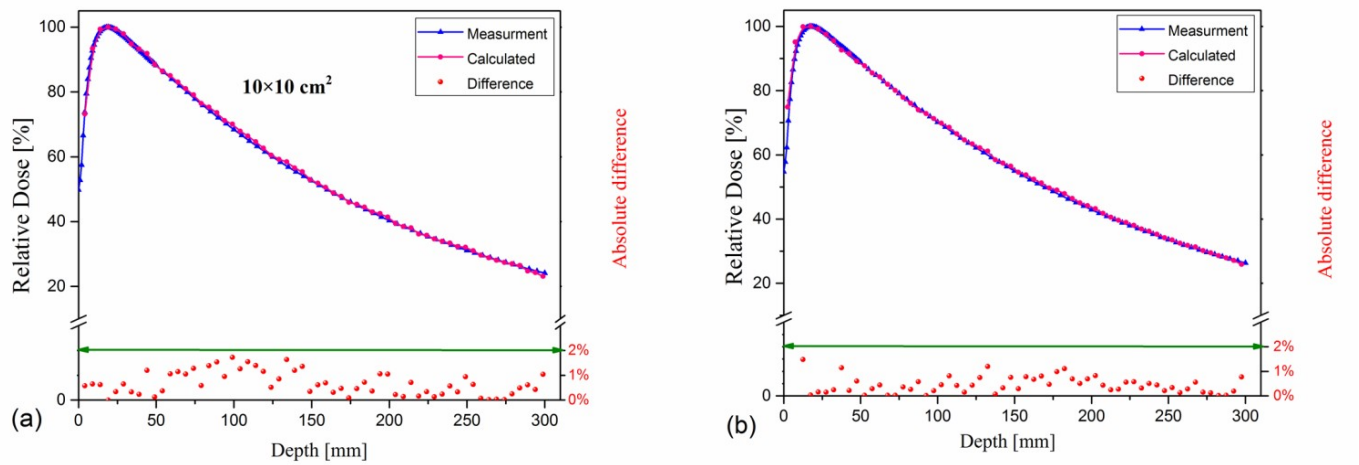 100
80
60
40
20
0
Relative Dose [%]
10×10 cm²
Measurment
Calculated
Difference
Absolute difference
2%
1%
0%
0 50 100 150 200 250 300
Depth [mm]
(a)
100
80
60
40
20
0
Relative Dose [%]
Measurment
Calculated
Difference
Absolute difference
2%
1%
0%
0 50 100 150 200 250 300
Depth [mm]
(b)